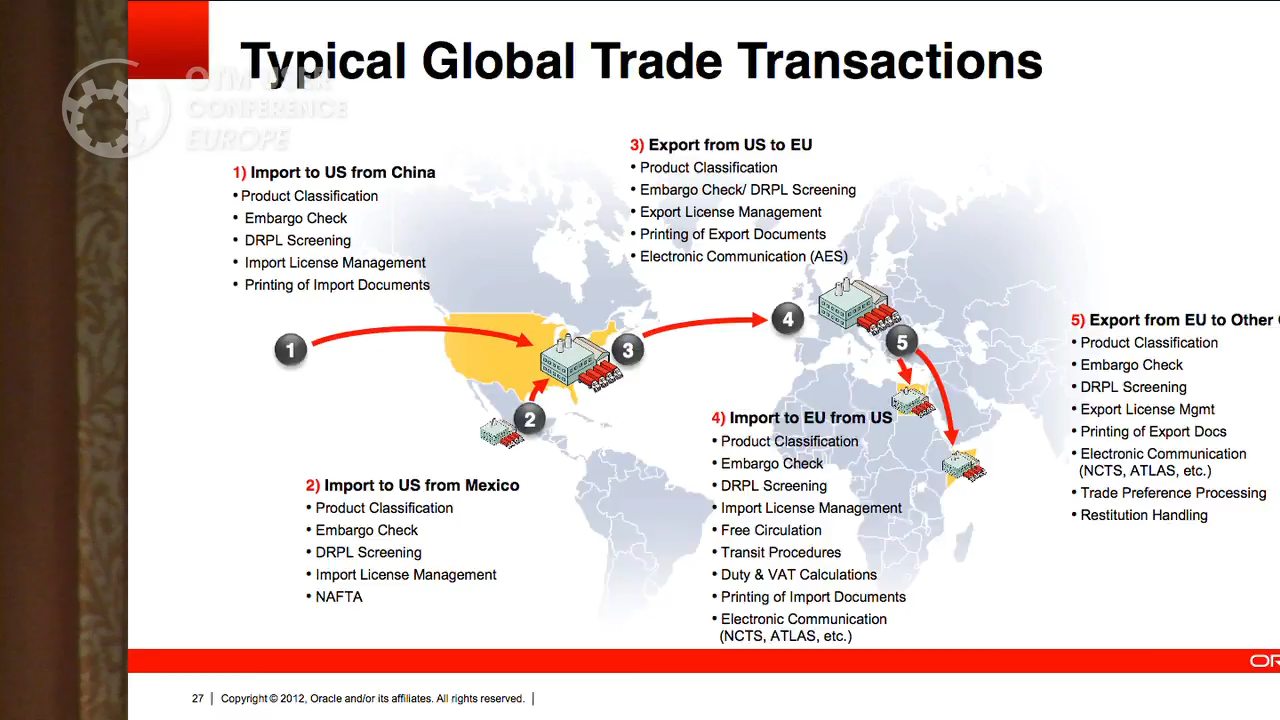 Typical Global Trade Transactions
OTM USER
CONFERENCE
EUROPE
1) Import to US from China
• Product Classification
• Embargo Check
• DRPL Screening
• Import License Management
• Printing of Import Documents
3) Export from US to EU
• Product Classification
• Embargo Check/ DRPL Screening
• Export License Management
• Printing of Export Documents
• Electronic Communication (AES)
1
2
3
4
5
2) Import to US from Mexico
• Product Classification
• Embargo Check
• DRPL Screening
• Import License Management
• NAFTA
4) Import to EU from US
• Product Classification
• Embargo Check
• DRPL Screening
• Import License Management
• Free Circulation
• Transit Procedures
• Duty & VAT Calculations
• Printing of Import Documents
• Electronic Communication
(NCTS, ATLAS, etc.)
5) Export from EU to Other
• Product Classification
• Embargo Check
• DRPL Screening
• Export License Mgmt
• Printing of Export Docs
• Electronic Communication
(NCTS, ATLAS, etc.)
• Trade Preference Processing
• Restitution Handling
27 | Copyright © 2012, Oracle and/or its affiliates. All rights reserved. |